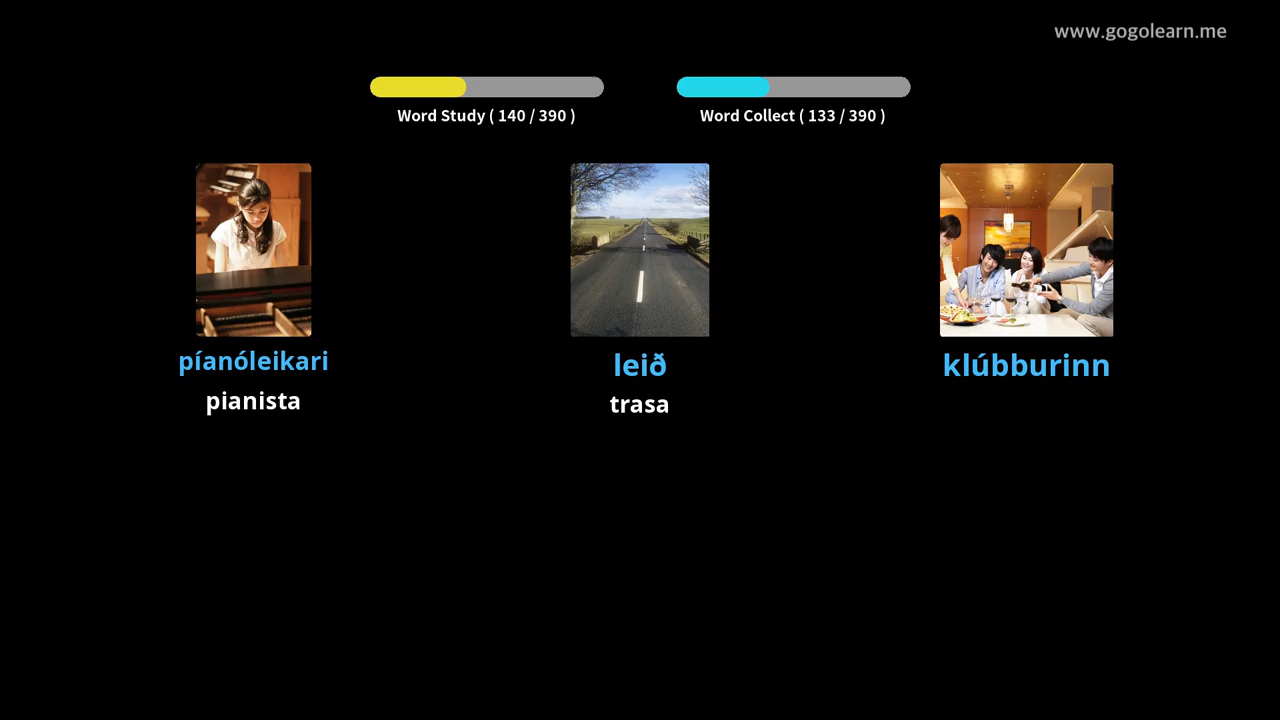 www.gogolearn.me
Word Study ( 140 / 390 )
Word Collect ( 133 / 390 )
píanóleikari
pianista
leið
trasa
klúbburinn